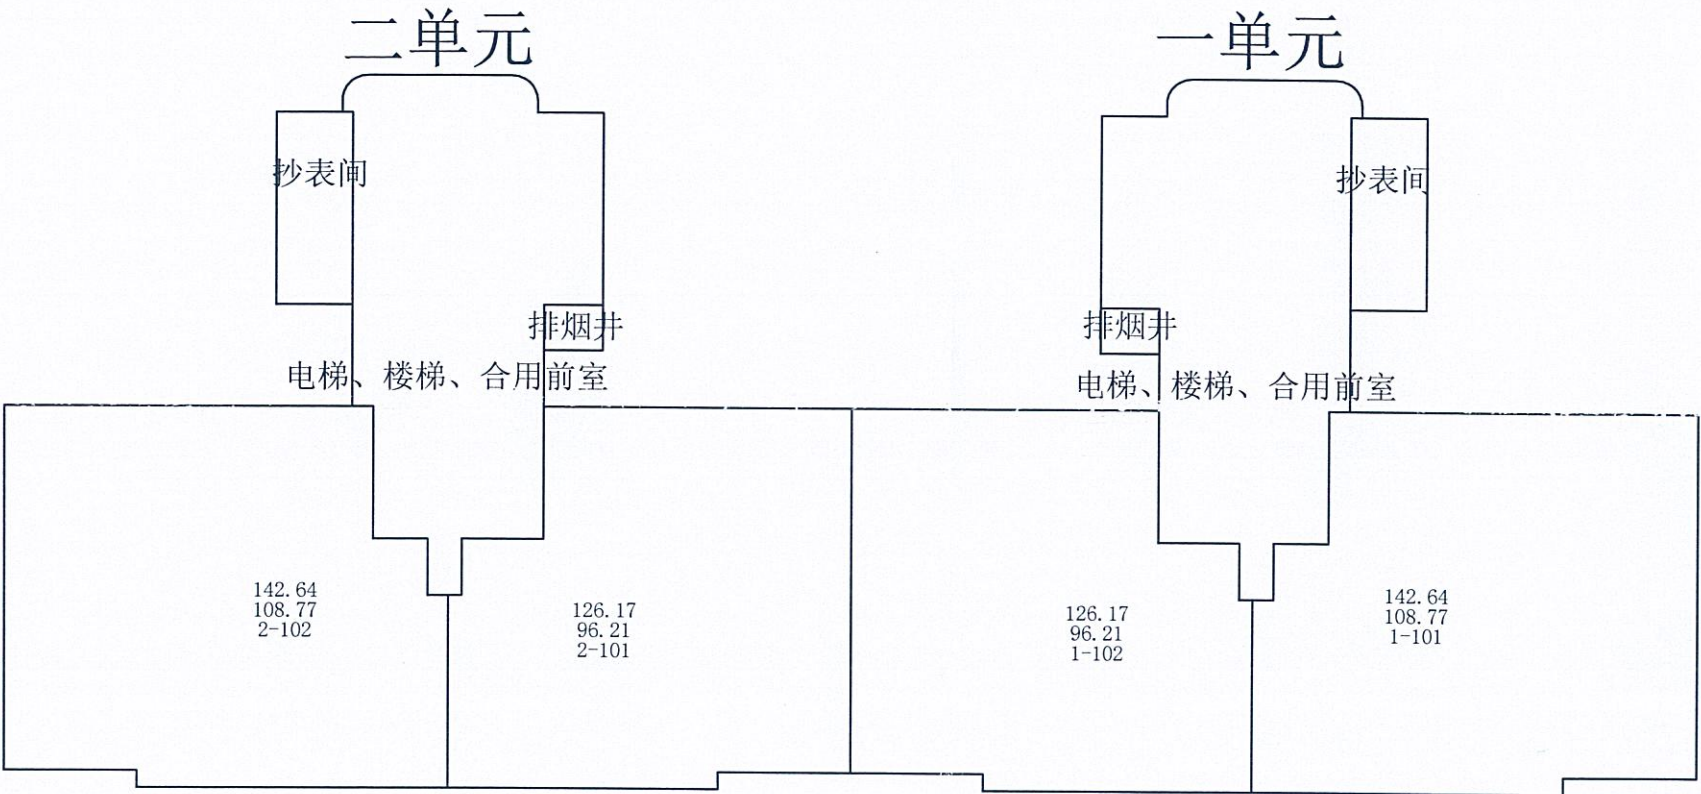 二单元
一单元
抄表间
抄表间
排烟井
排烟井
电梯、楼梯、合用前室
电梯、楼梯、合用前室
142.64
108.77
2-102
126.17
96.21
2-101
126.17
96.21
1-102
142.64
108.77
1-101